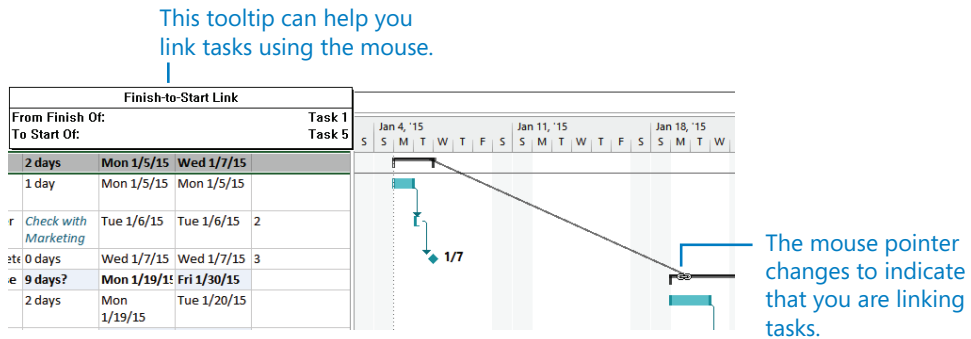 This tooltip can help you
link tasks using the mouse.
Finish-to-Start Link
From Finish Of: Task 1
To Start Of: Task 5
Jan 4, '15 Jan 11, '15 Jan 18, '15
S S M T W T F S S M T W T F S S M T W
2 days Mon 1/5/15 Wed 1/7/15
1 day Mon 1/5/15 Mon 1/5/15
r Check with Tue 1/6/15 Tue 1/6/15 2
Marketing
ete 0 days Wed 1/7/15 Wed 1/7/15 3 1/7
e 9 days? Mon 1/19/15 Fri 1/30/15
2 days Mon Tue 1/20/15
1/19/15
The mouse pointer
changes to indicate
that you are linking
tasks.